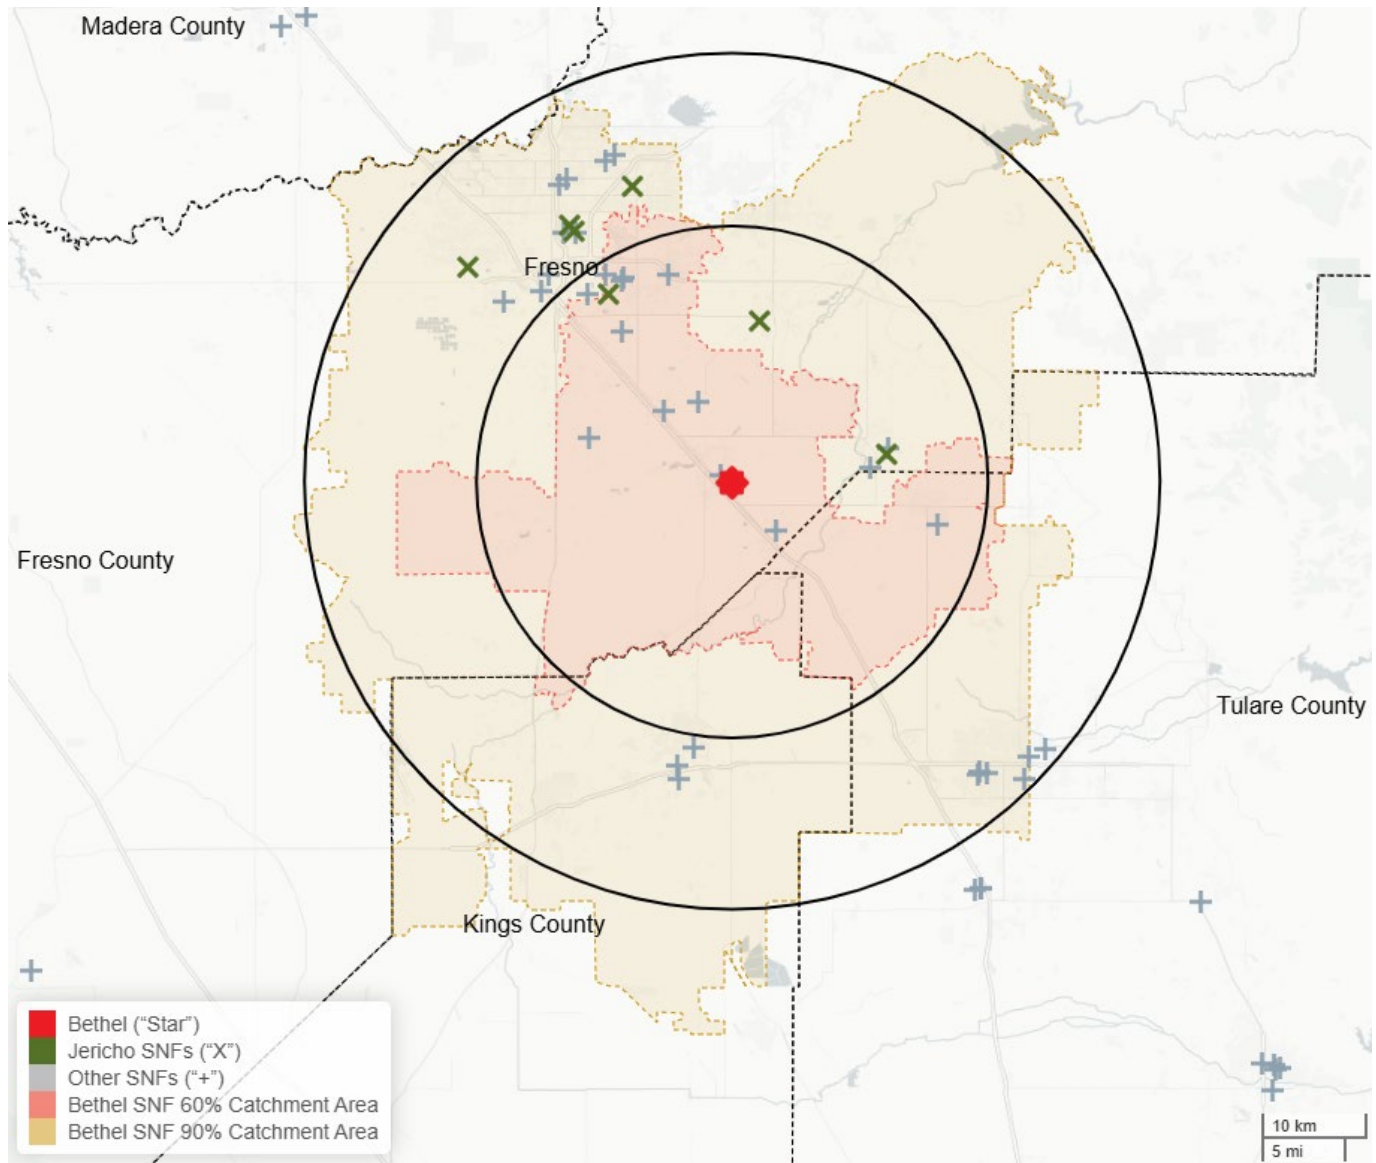 Madera County
Fresno
Fresno County
Tulare County
Kings County
Bethel (“Star”)
Jericho SNFs (“X”)
Other SNFs (“+”)
Bethel SNF 60% Catchment Area
Bethel SNF 90% Catchment Area
10 km
5 mi